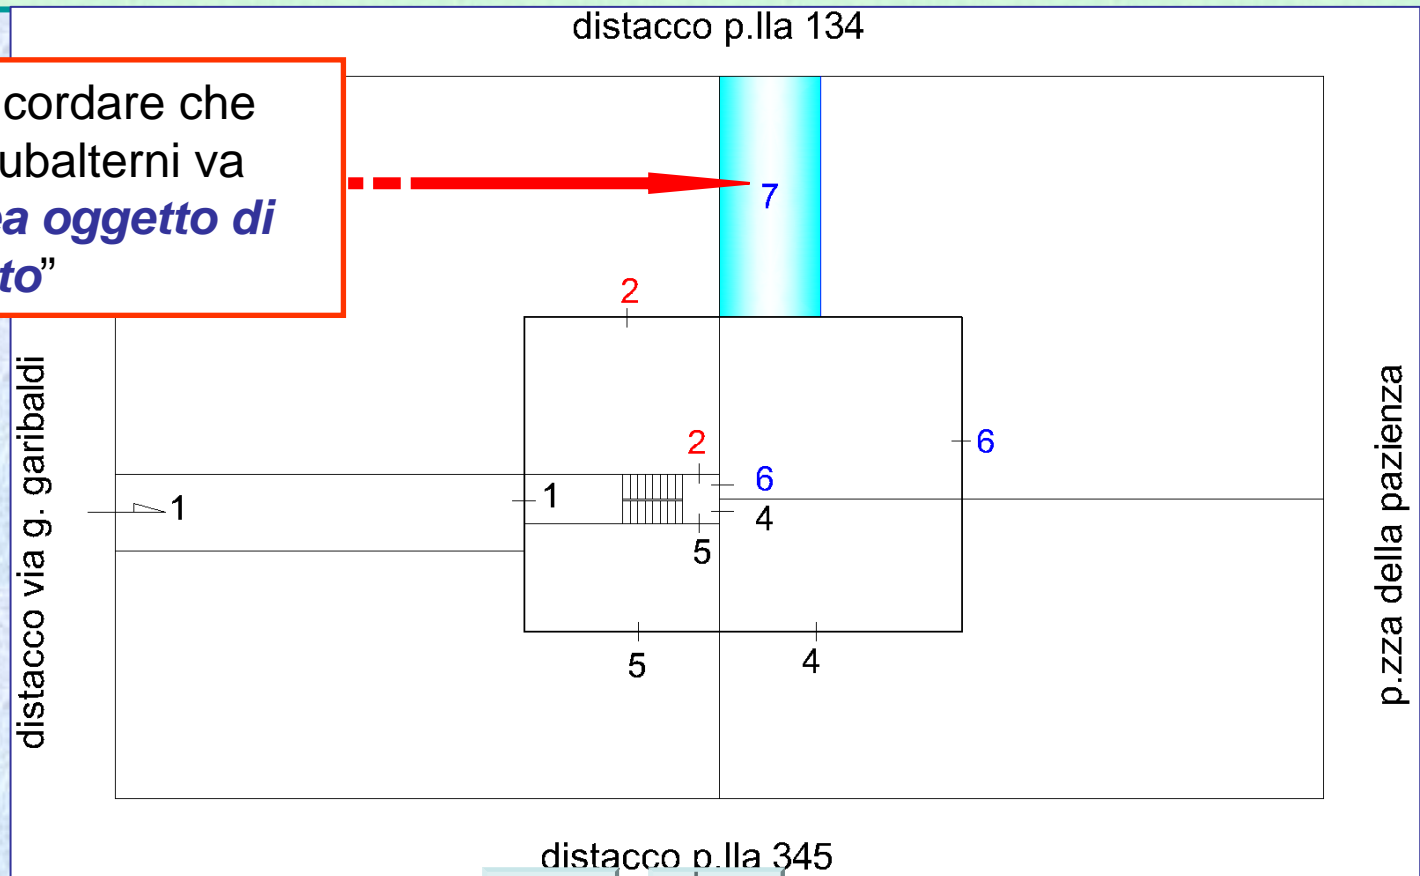 distacco p.lla 134
cordare che
ubalterni va
oggetto di
to”
7
2
distacco via g. garibaldi
p.zza della pazienza
2
6
6
1
1
4
5
5
4
distacco p.lla 345